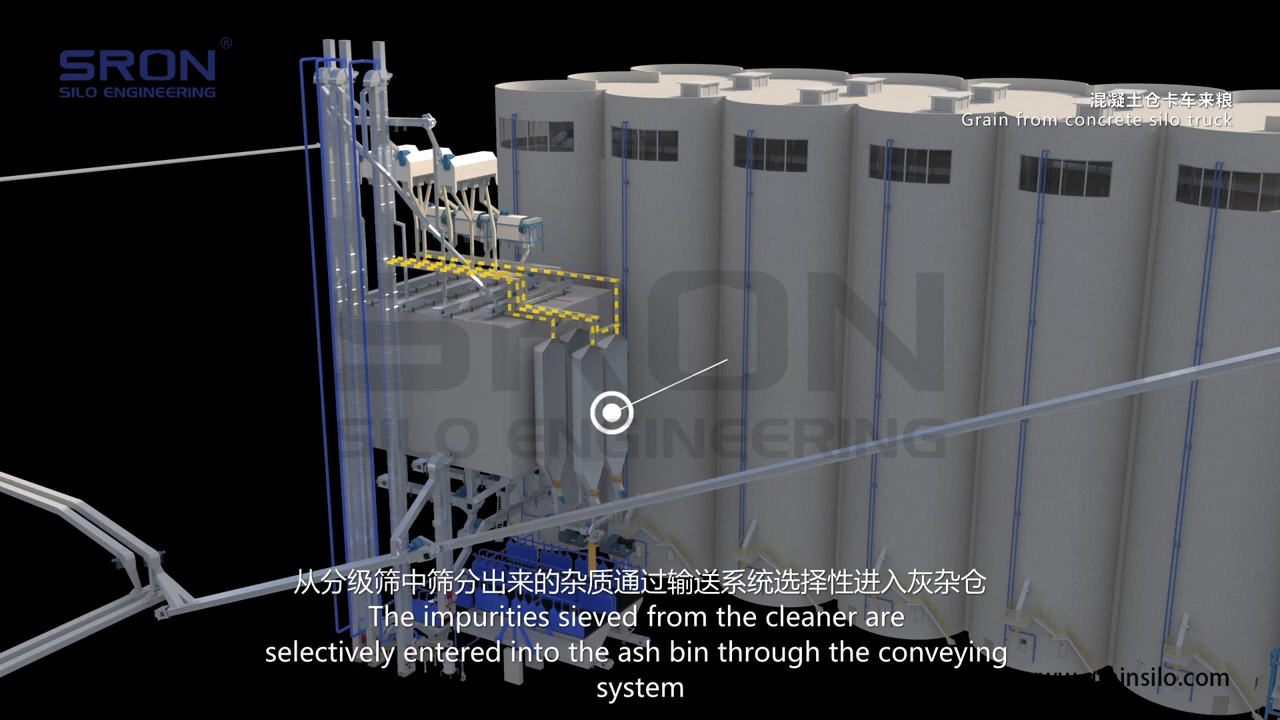 SRON®
SILO ENGINEERING
混凝土仓卡车来粮
Grain from concrete silo truck
SRON
SILO ENGINEERING
从分级筛中筛分出来的杂质通过输送系统选择性进入灰杂仓
The impurities sieved from the cleaner are
selectively entered into the ash bin through the conveying
system